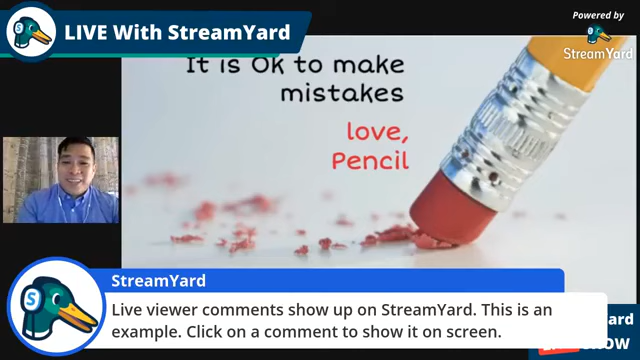 LIVE With StreamYard
Powered by
StreamYard
It is Ok to make
mistakes
love,
Pencil
StreamYard
Live viewer comments show up on StreamYard. This is an
example. Click on a comment to show it on screen.